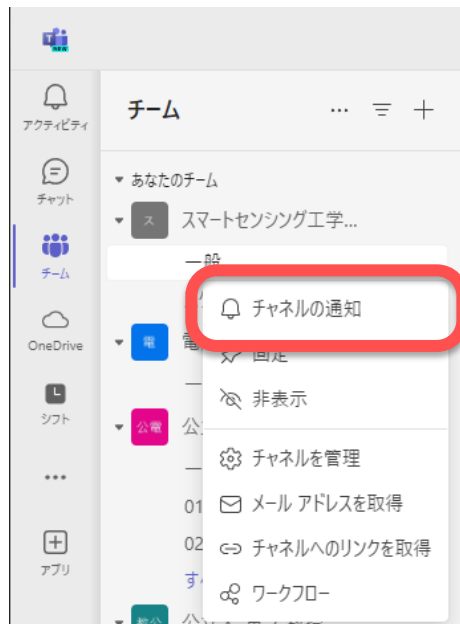 NEW
アクティビティ
チーム
…
チャット
あなたのチーム
ス スマートセンシング工学...
一般
チーム
チャネルの通知
OneDrive
電
固定
シフト
非表示
公電
チャネルを管理
01 メール アドレスを取得
02 チャネルへのリンクを取得
アプリ
ワークフロー